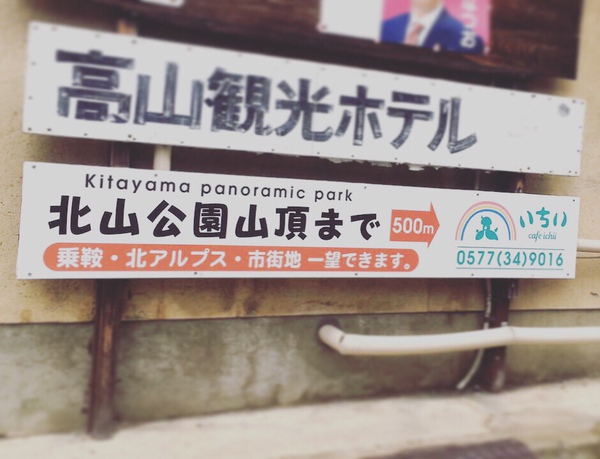 高山観光ホテル
Kitayama panoramic park
北山公園山頂まで
500m
乗鞍・北アルプス・市街地 一望できます。
いちい
cafe ichii
0577(34)9016